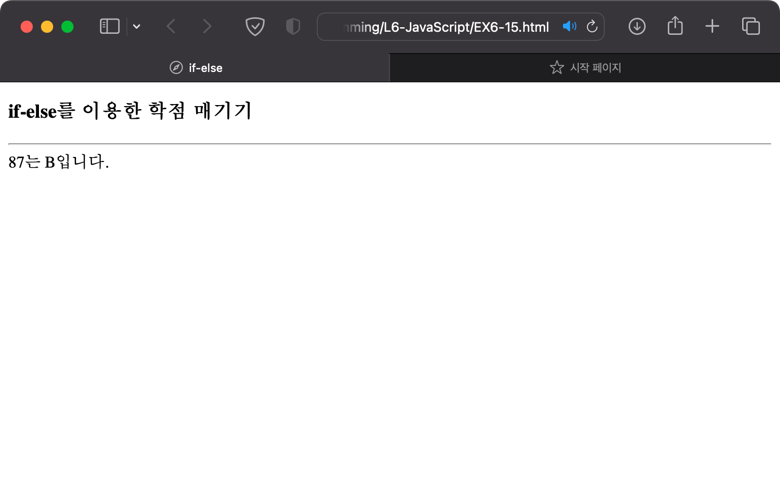 mming/L6-JavaScript/EX6-15.html
if-else
시작 페이지
if-else를 이용한 학점 매기기
87는 B입니다.